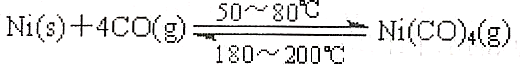 50～80℃
Ni(s)＋4CO(g) ⇌ Ni(CO)₄(g)
180～200℃